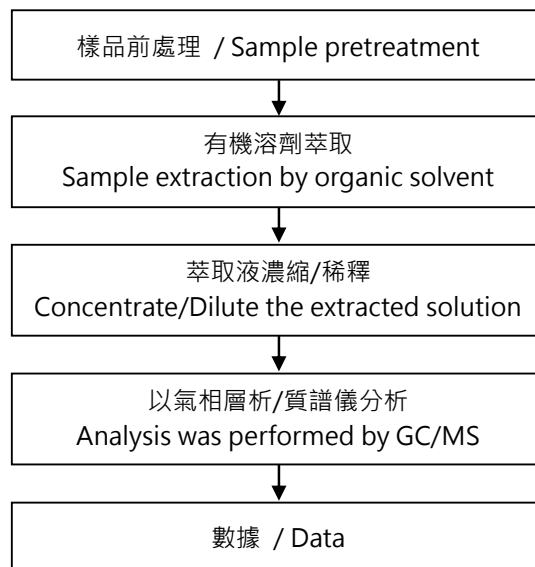 樣品前處理 / Sample pretreatment
有機溶劑萃取
Sample extraction by organic solvent
萃取液濃縮/稀釋
Concentrate/Dilute the extracted solution
以氣相層析/質譜儀分析
Analysis was performed by GC/MS
數據 / Data